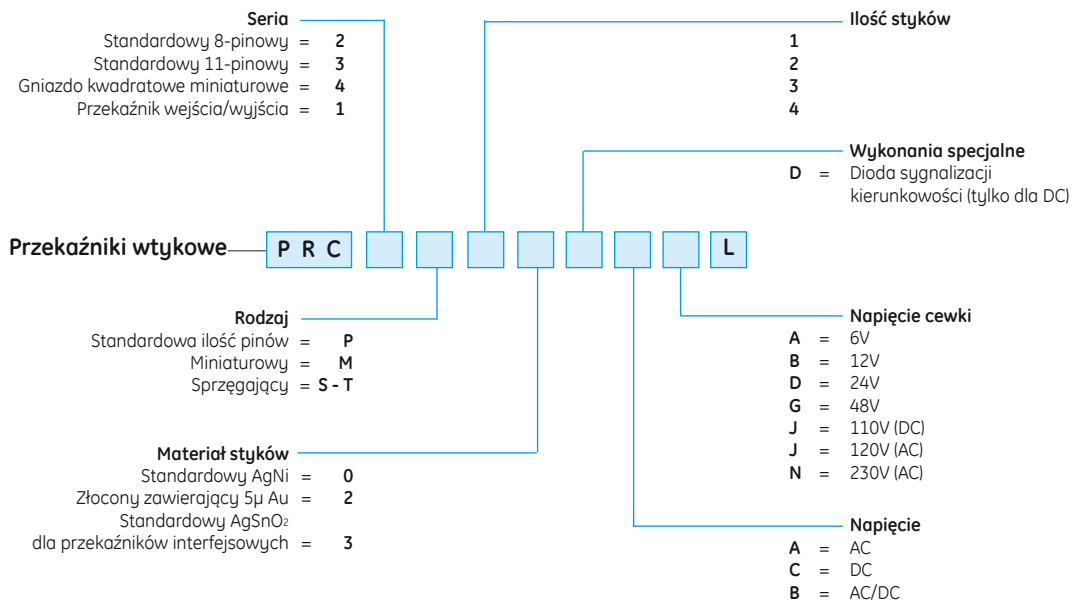 Seria
Standardowy 8-pinowy = 2
Standardowy 11-pinowy = 3
Gniazdo kwadratowe miniaturowe = 4
Przekaźnik wejścia/wyjścia = 1
Ilość styków
1
2
3
4
Wykonania specjalne
D = Dioda sygnalizacji
kierunkowości (tylko dla DC)
Przekaźniki wtykowe P R C L
Rodzaj
Standardowa ilość pinów = P
Miniaturowy = M
Sprzęgający = S - T
Materiał styków
Standardowy AgNi = 0
Złocony zawierający 5µ Au = 2
Standardowy AgSnO2
dla przekaźników interfejsowych = 3
Napięcie cewki
A = 6V
B = 12V
D = 24V
G = 48V
J = 110V (DC)
J = 120V (AC)
N = 230V (AC)
Napięcie
A = AC
C = DC
B = AC/DC